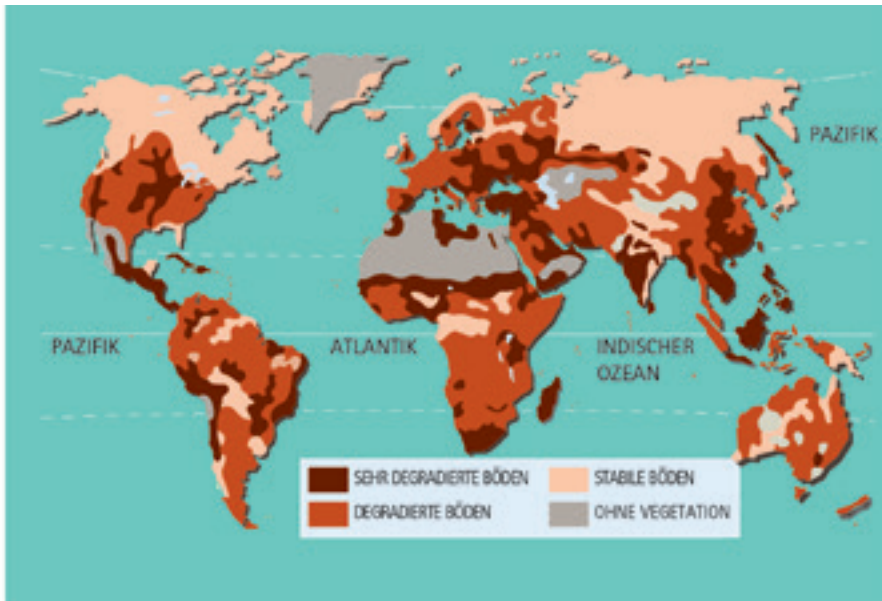 PAZIFIK
PAZIFIK
ATLANTIK
INDISCHER
OZEAN
SEHR DEGRADIERTE BÖDEN
STABILE BÖDEN
DEGRADIERTE BÖDEN
OHNE VEGETATION